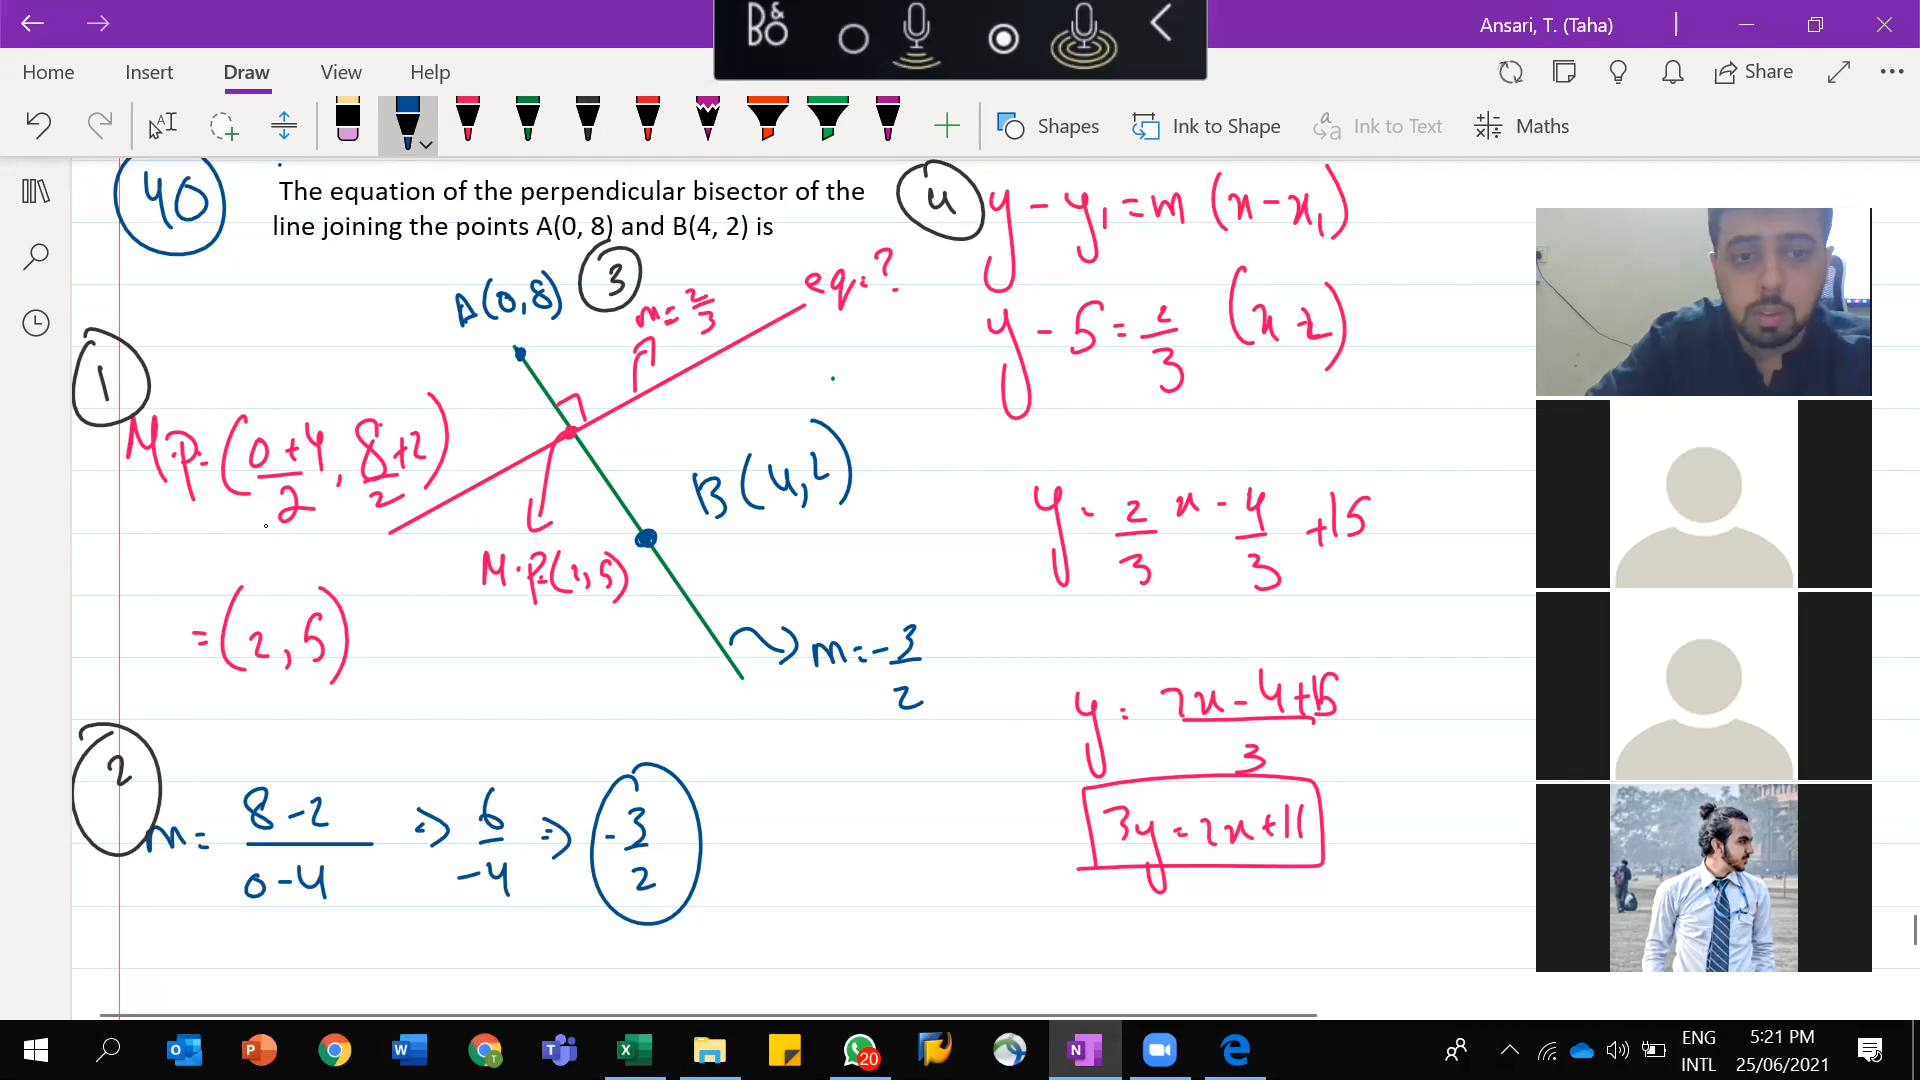 Ansari, T. (Taha)
B&O
Home Insert Draw View Help
Share
Shapes Ink to Shape Ink to Text Maths
40
The equation of the perpendicular bisector of the
line joining the points A(0, 8) and B(4, 2) is
A(0,8)
3
m = 2/3
eq.?
1
M.P. = (0+4/2, 8+2/2)
= (2, 5)
B(4,2)
M.P.(2,5)
m = -3/2
2
m = 8-2/0-4 => 6/-4 => -3/2
4
y - y₁ = m (x - x₁)
y - 5 = 2/3 (x 2)
y = 2/3 x - 4/3 + 15
y = 2x - 4 + 15/3
3y = 2x + 11
20
ENG
INTL
5:21 PM
25/06/2021